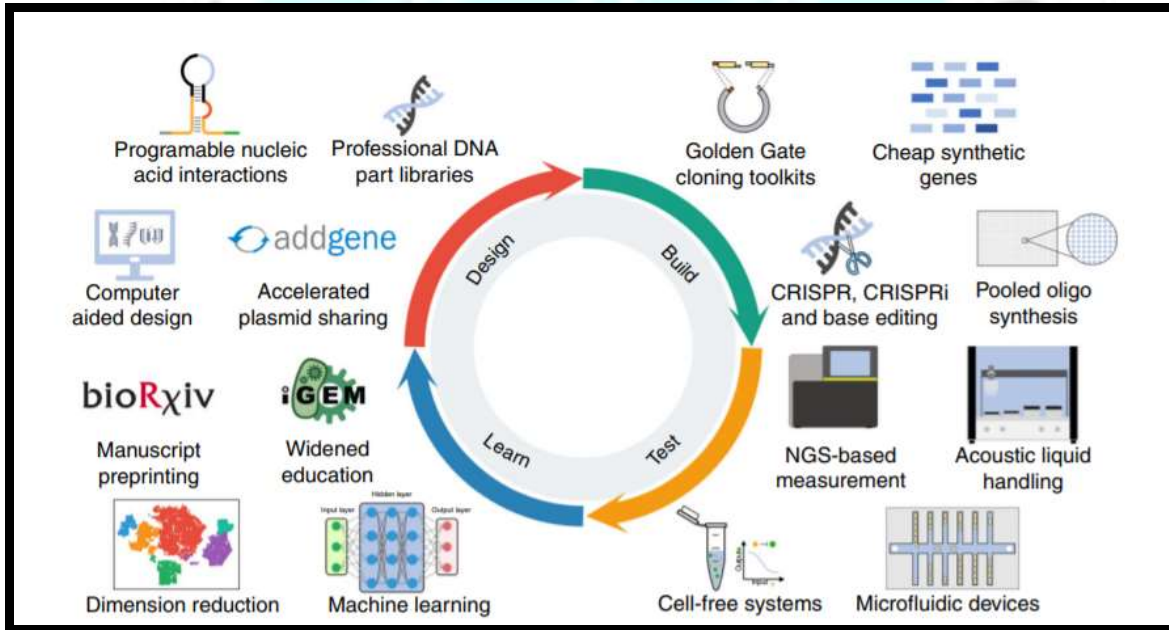 Programable nucleic
acid interactions
Professional DNA
part libraries
Golden Gate
cloning toolkits
Cheap synthetic
genes
Computer
aided design
addgene
Accelerated
plasmid sharing
Design
Build
CRISPR, CRISPRi
and base editing
Pooled oligo
synthesis
bioRxiv
Manuscript
preprinting
iGEM
Widened
education
Learn
Test
NGS-based
measurement
Acoustic liquid
handling
Dimension reduction
Input layer
Hidden layer
Output layer
Machine learning
Outputs
Input
Cell-free systems
Microfluidic devices